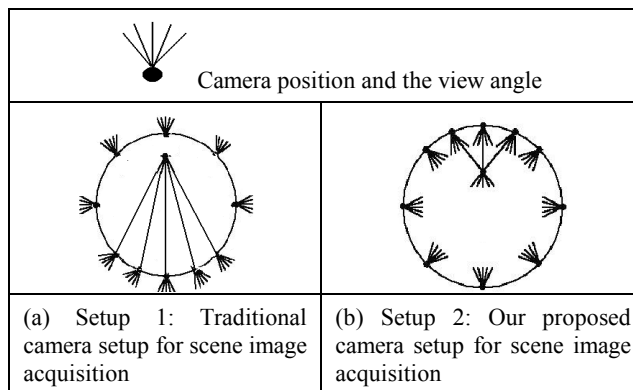 Camera position and the view angle
(a) Setup 1: Traditional
camera setup for scene image
acquisition
(b) Setup 2: Our proposed
camera setup for scene image
acquisition